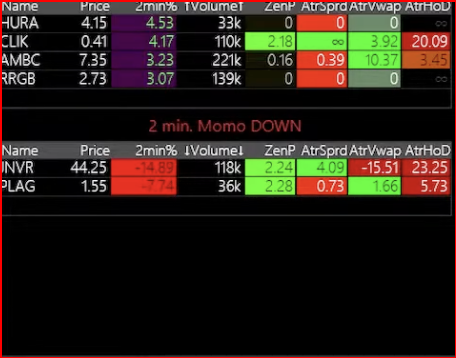 Name Price 2min% ↑Volume↑ ZenP AtrSprd AtrVwap AtrHoD
HURA 4.15 4.53 33k 0 0 0 ∞
CLIK 0.41 4.17 110k 2.18 ∞ 3.92 20.09
AMBC 7.35 3.23 221k 0.16 0.39 10.37 3.45
RRGB 2.73 3.07 139k 0 0 0 ∞
2 min. Momo DOWN
Name Price 2min% ↓Volume↓ ZenP AtrSprd AtrVwap AtrHoD
JNVR 44.25 -14.89 118k 2.24 4.09 -15.51 23.25
PLAG 1.55 -7.74 36k 2.28 0.73 1.66 5.73